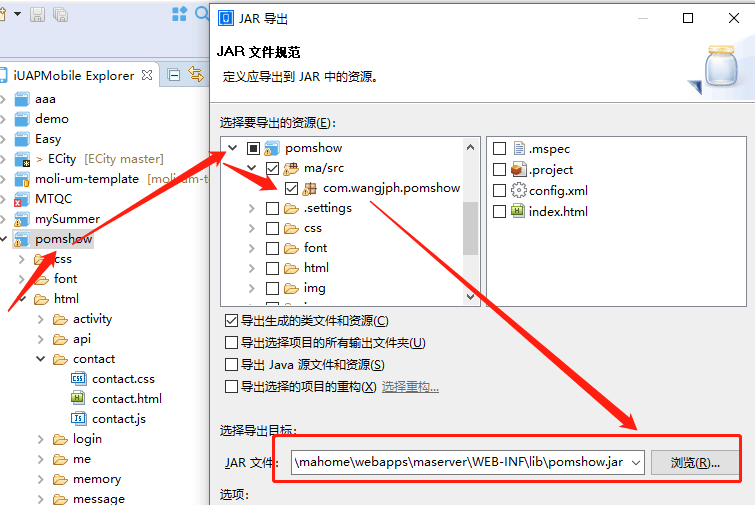 JAR 导出
iUAPMobile Explorer
aaa
demo
Easy
> ECity [ECity master]
moli-um-template [moli-um-t
MTQC
mySummer
pomshow
css
font
html
activity
api
contact
contact.css
contact.html
contact.js
login
me
memory
message
JAR 文件规范
定义应导出到 JAR 中的资源。
选择要导出的资源(E):
pomshow
ma/src
com.wangjph.pomshow
.settings
css
font
html
img
.mspec
.project
config.xml
index.html
导出生成的类文件和资源(C)
导出选择项目的所有输出文件夹(U)
导出 Java 源文件和资源(S)
导出选择的项目的重构(X) 选择重构...
选择导出目标:
JAR 文件: \mahome\webapps\maserver\WEB-INF\lib\pomshow.jar 浏览(R)...
选项: